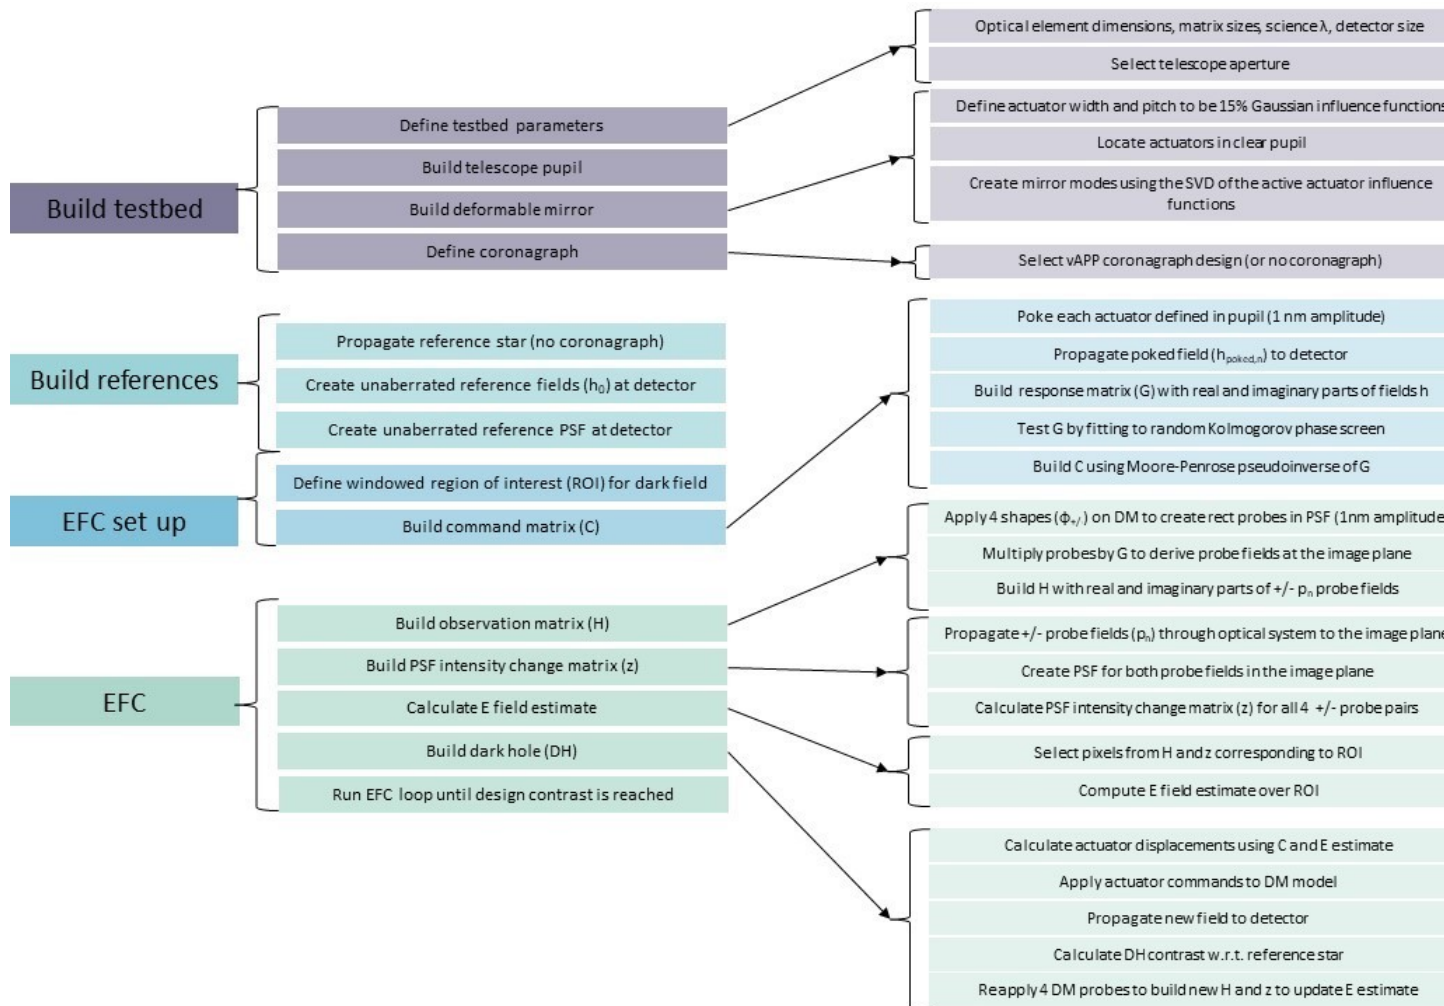 Build testbed
Define testbed parameters
Build telescope pupil
Build deformable mirror
Define coronagraph
Optical element dimensions, matrix sizes, science λ, detector size
Select telescope aperture
Define actuator width and pitch to be 15% Gaussian influence functions
Locate actuators in clear pupil
Create mirror modes using the SVD of the active actuator influence
functions
Select vAPP coronagraph design (or no coronagraph)
Build references
Propagate reference star (no coronagraph)
Create unaberrated reference fields (h₀) at detector
Create unaberrated reference PSF at detector
EFC set up
Define windowed region of interest (ROI) for dark field
Build command matrix (C)
Poke each actuator defined in pupil (1 nm amplitude)
Propagate poked field (hpoked,n) to detector
Build response matrix (G) with real and imaginary parts of fields h
Test G by fitting to random Kolmogorov phase screen
Build C using Moore-Penrose pseudoinverse of G
EFC
Build observation matrix (H)
Build PSF intensity change matrix (z)
Calculate E field estimate
Build dark hole (DH)
Run EFC loop until design contrast is reached
Apply 4 shapes (ϕ+/-) on DM to create rect probes in PSF (1nm amplitude
Multiply probes by G to derive probe fields at the image plane
Build H with real and imaginary parts of +/- pₙ probe fields
Propagate +/- probe fields (pₙ) through optical system to the image plane
Create PSF for both probe fields in the image plane
Calculate PSF intensity change matrix (z) for all 4 +/- probe pairs
Select pixels from H and z corresponding to ROI
Compute E field estimate over ROI
Calculate actuator displacements using C and E estimate
Apply actuator commands to DM model
Propagate new field to detector
Calculate DH contrast w.r.t. reference star
Reapply 4 DM probes to build new H and z to update E estimate